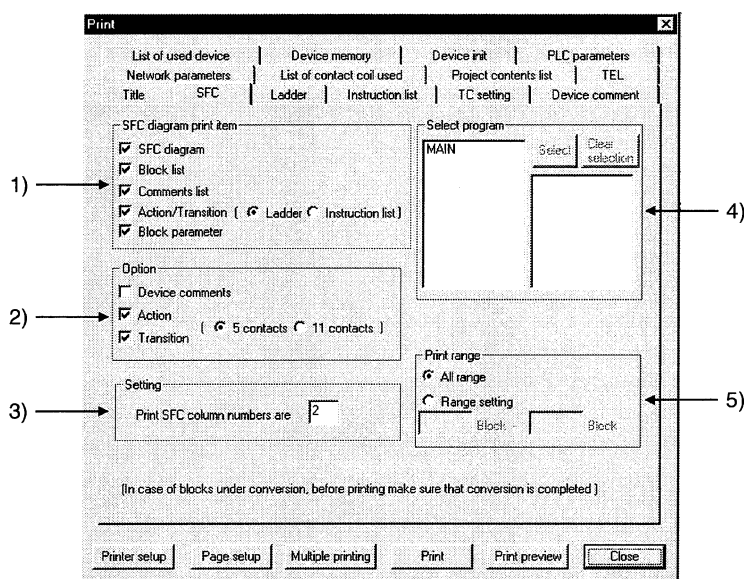 Print
List of used device Device memory Device init PLC parameters
Network parameters List of contact coil used Project contents list TEL
Title SFC Ladder Instruction list TC setting Device comment
SFC diagram print item
SFC diagram
Block list
Comments list
Action/Transition ( Ladder Instruction list )
Block parameter
1)
Select program
MAIN
Select
Clear
selection
4)
Option
Device comments
Action
Transition
( 5 contacts 11 contacts )
2)
Setting
Print SFC column numbers are 2
3)
Print range
All range
Range setting
Block - Block
5)
(In case of blocks under conversion, before printing make sure that conversion is completed )
Printer setup Page setup Multiple printing Print Print preview Close